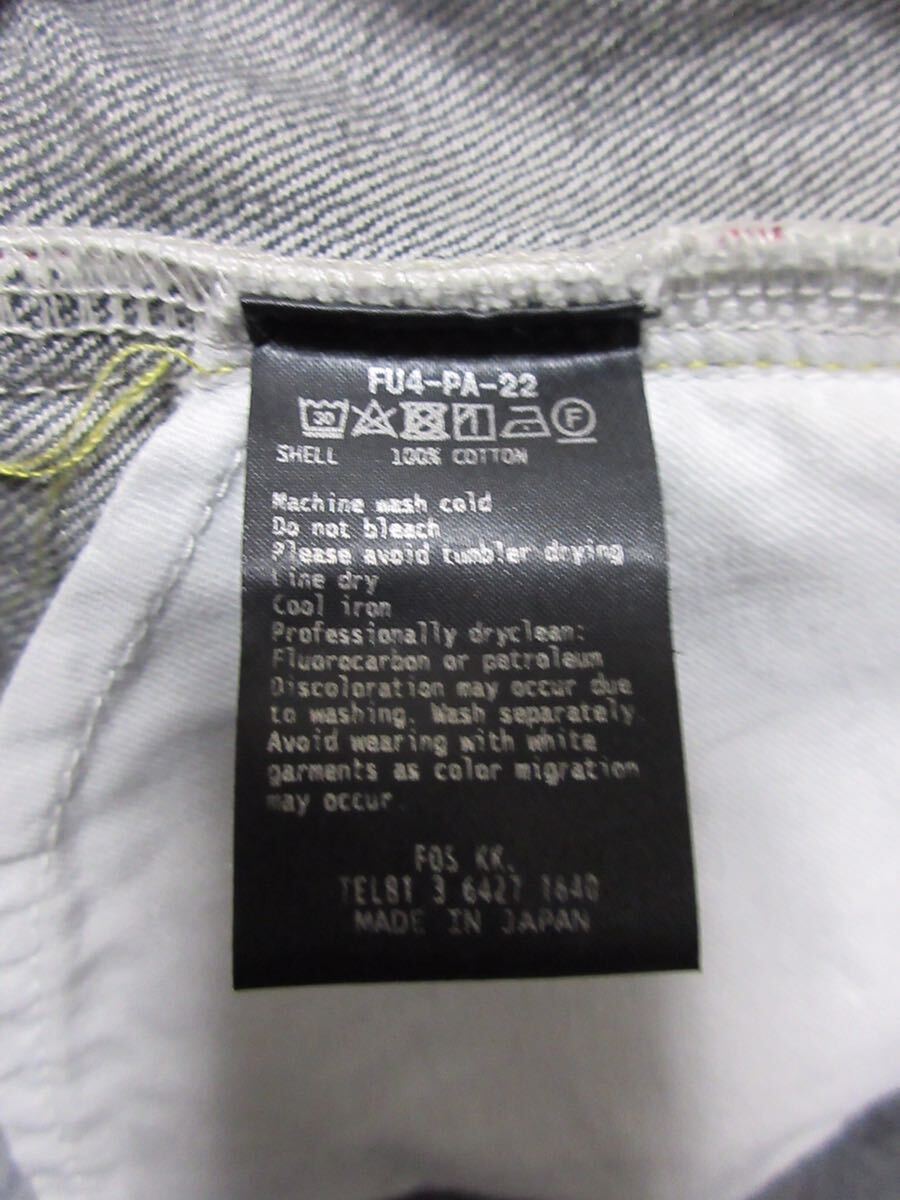 FU4-PA-22
30 F
SHELL 100% COTTON
Machine wash cold
Do not bleach
Please avoid tumbler drying
Line dry
Cool iron
Professionally dryclean:
Fluorocarbon or patroleum
Discoloration may occur due
to washing. Wash separately
Avoid wearing with white
garments as color migration
may occur.
FOS KK.
TEL81 3 6427 1640
MADE IN JAPAN